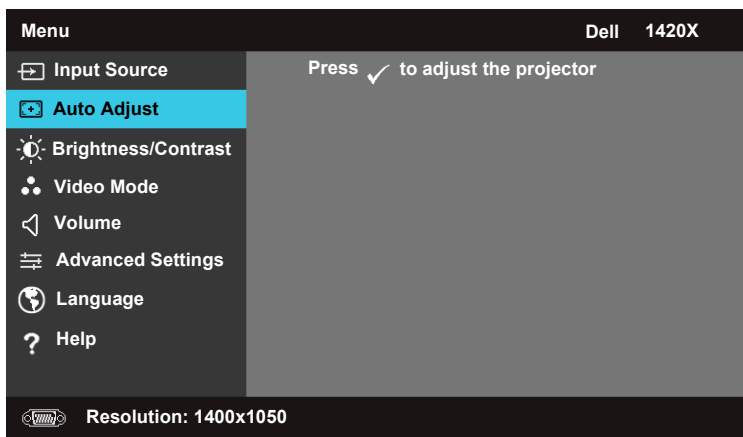 Menu Dell 1420X
Input Source
Press ✓ to adjust the projector
Auto Adjust
Brightness/Contrast
Video Mode
Volume
Advanced Settings
Language
? Help
Resolution: 1400x1050